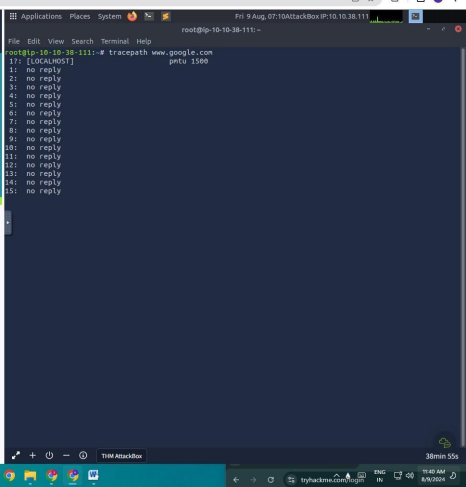 Applications Places System Fri 9 Aug, 07:10 AttackBox IP:10.10.38.111
root@ip-10-10-38-111: ~
File Edit View Search Terminal Help
root@ip-10-10-38-111:~# tracepath www.google.com
1?: [LOCALHOST] pmtu 1500
1: no reply
2: no reply
3: no reply
4: no reply
5: no reply
6: no reply
7: no reply
8: no reply
9: no reply
10: no reply
11: no reply
12: no reply
13: no reply
14: no reply
15: no reply
THM AttackBox 38min 55s
tryhackme.com/login ENG IN 11:40 AM 8/9/2024